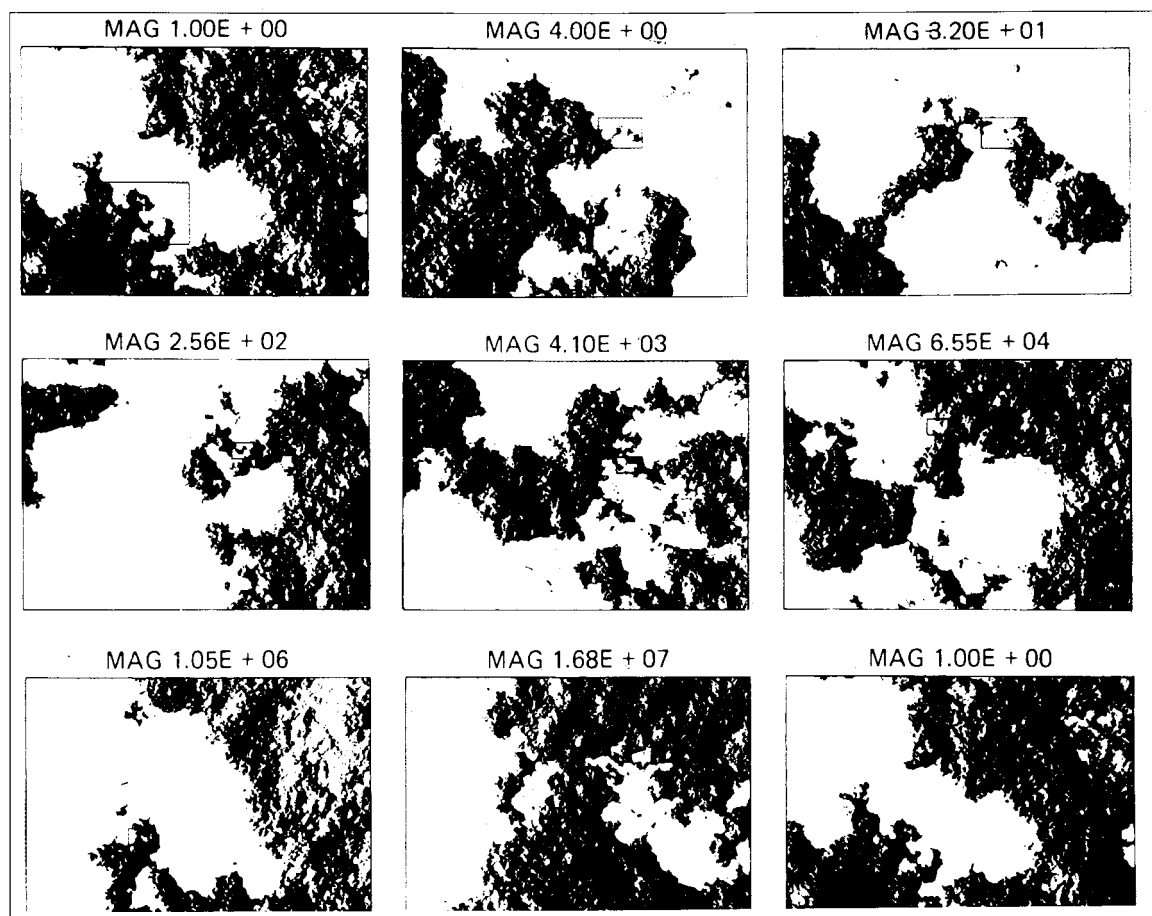 MAG 1.00E + 00
MAG 4.00E + 00
MAG 3.20E + 01
MAG 2.56E + 02
MAG 4.10E + 03
MAG 6.55E + 04
MAG 1.05E + 06
MAG 1.68E + 07
MAG 1.00E + 00